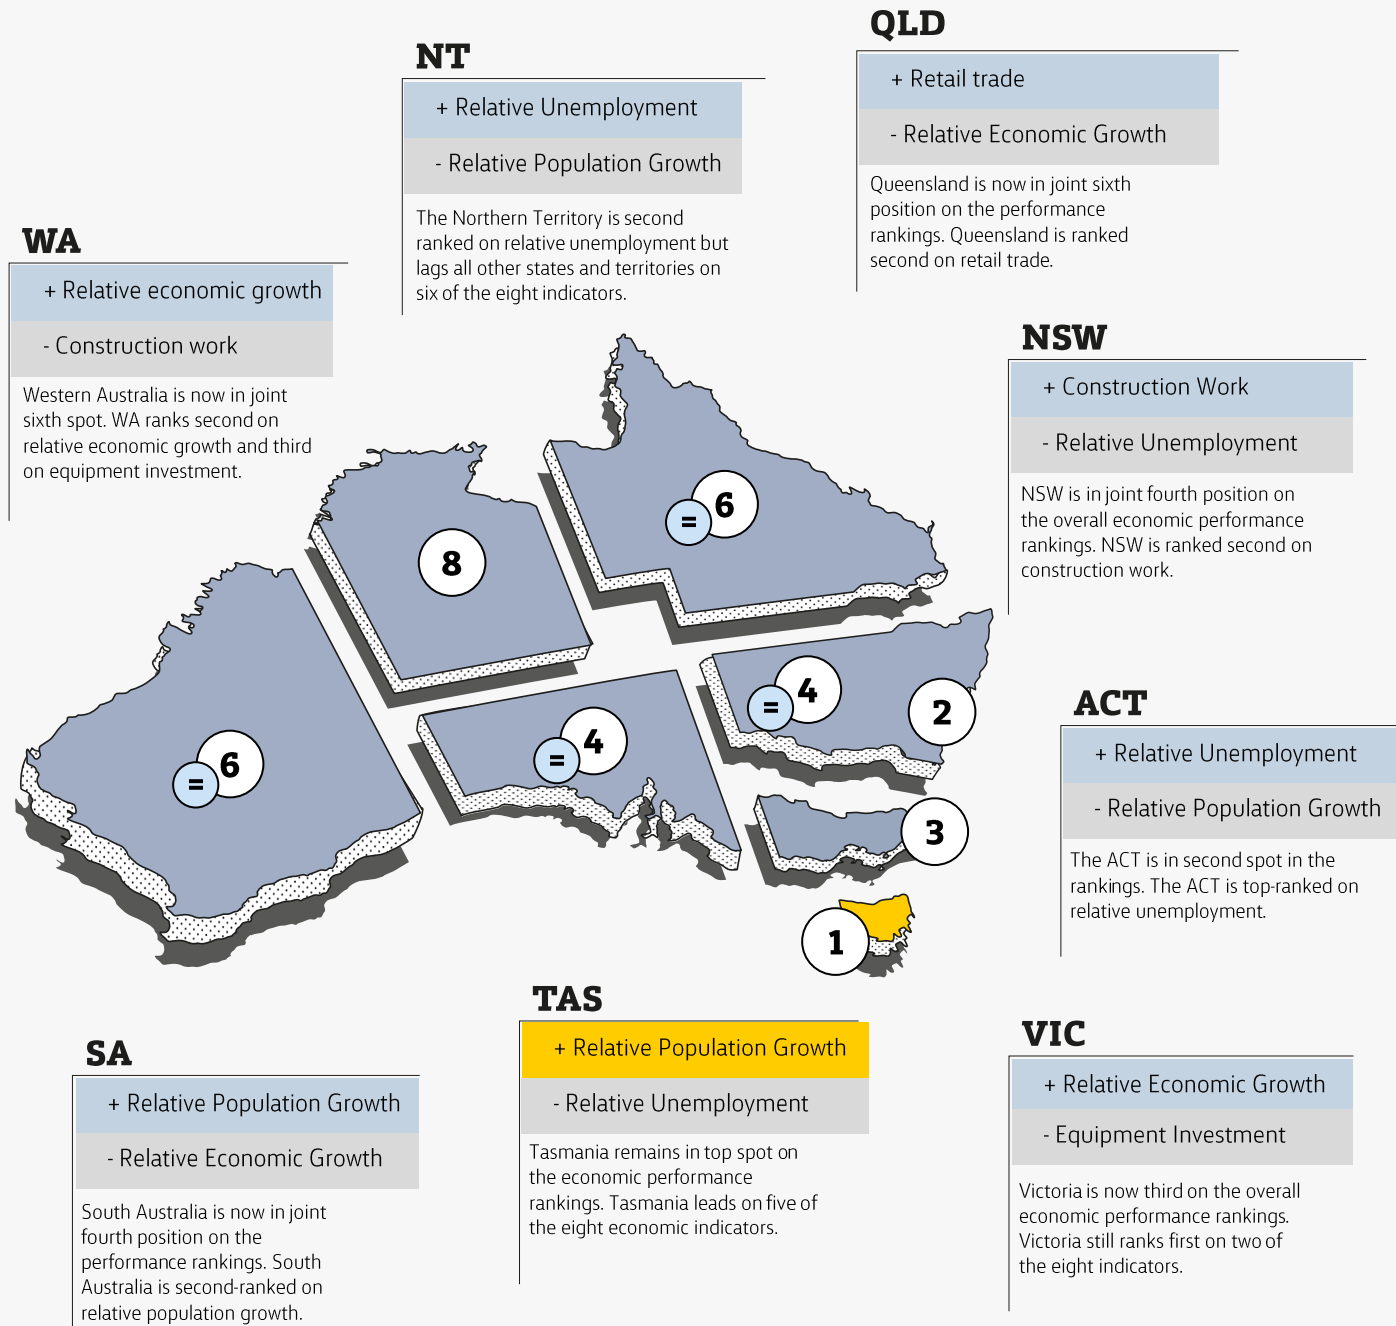 QLD
+ Retail trade
- Relative Economic Growth
Queensland is now in joint sixth
position on the performance
rankings. Queensland is ranked
second on retail trade.
NT
+ Relative Unemployment
- Relative Population Growth
The Northern Territory is second
ranked on relative unemployment but
lags all other states and territories on
six of the eight indicators.
WA
+ Relative economic growth
- Construction work
Western Australia is now in joint
sixth spot. WA ranks second on
relative economic growth and third
on equipment investment.
NSW
+ Construction Work
- Relative Unemployment
NSW is in joint fourth position on
the overall economic performance
rankings. NSW is ranked second on
construction work.
= 6
8
= 4
2
= 4
= 6
3
1
ACT
+ Relative Unemployment
- Relative Population Growth
The ACT is in second spot in the
rankings. The ACT is top-ranked on
relative unemployment.
TAS
+ Relative Population Growth
- Relative Unemployment
Tasmania remains in top spot on
the economic performance
rankings. Tasmania leads on five of
the eight economic indicators.
SA
+ Relative Population Growth
- Relative Economic Growth
South Australia is now in joint
fourth position on the
performance rankings. South
Australia is second-ranked on
relative population growth.
VIC
+ Relative Economic Growth
- Equipment Investment
Victoria is now third on the overall
economic performance rankings.
Victoria still ranks first on two of
the eight indicators.